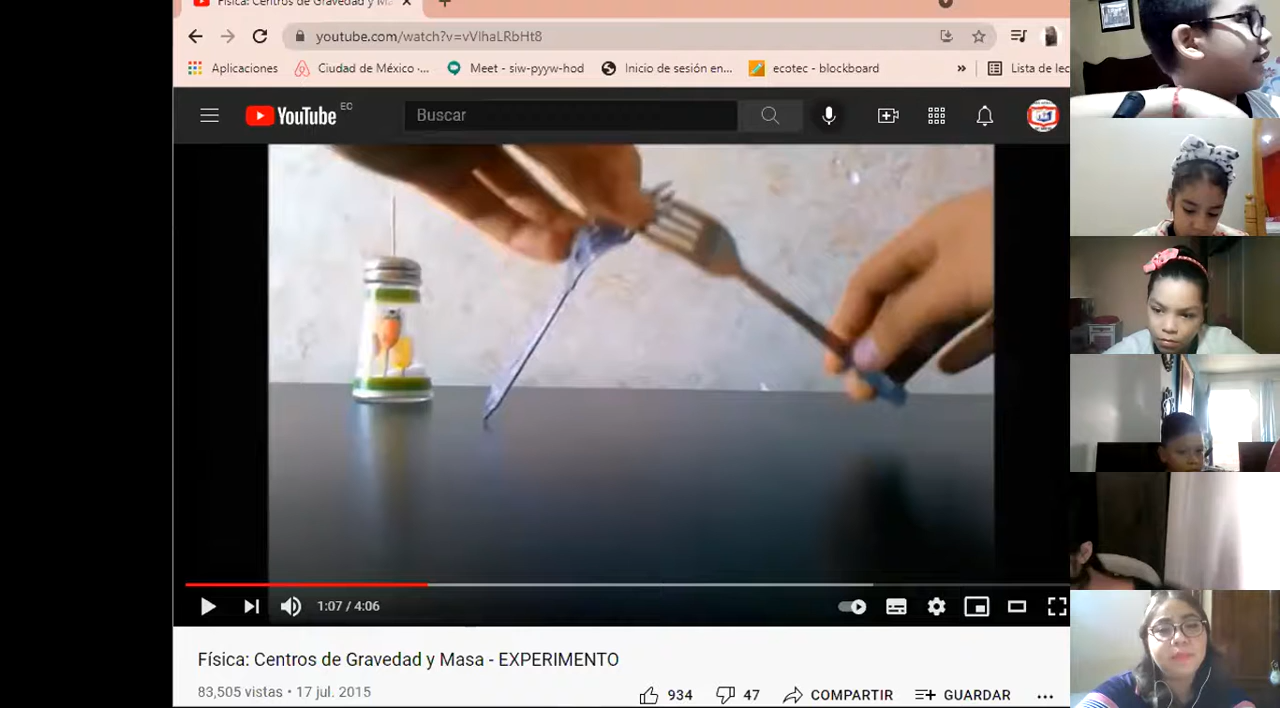 Física: Centros de Gravedad y Ma
youtube.com/watch?v=vVlhaLRbHt8
Aplicaciones Ciudad de México ·... Meet - siw-pyyw-hod Inicio de sesión en... ecotec - blockboard » Lista de lec
YouTube EC Buscar
1:07 / 4:06
Física: Centros de Gravedad y Masa - EXPERIMENTO
83,505 vistas • 17 jul. 2015 934 47 COMPARTIR GUARDAR ...